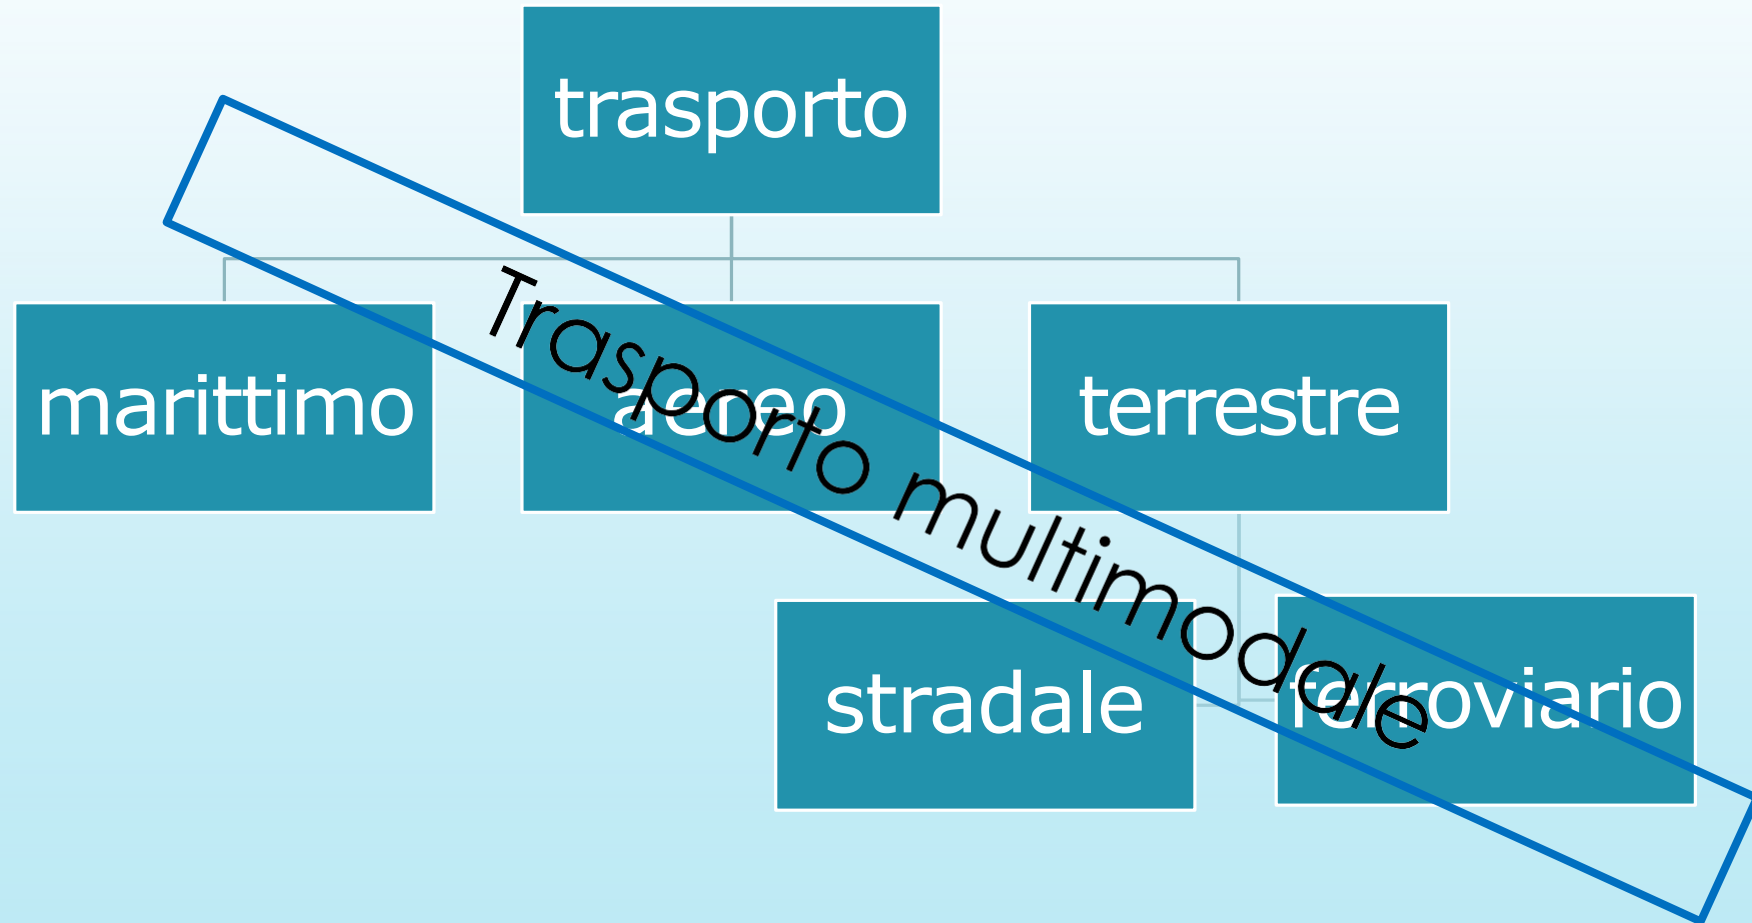 trasporto
marittimo
aereo
terrestre
Trasporto multimodale
stradale
ferroviario